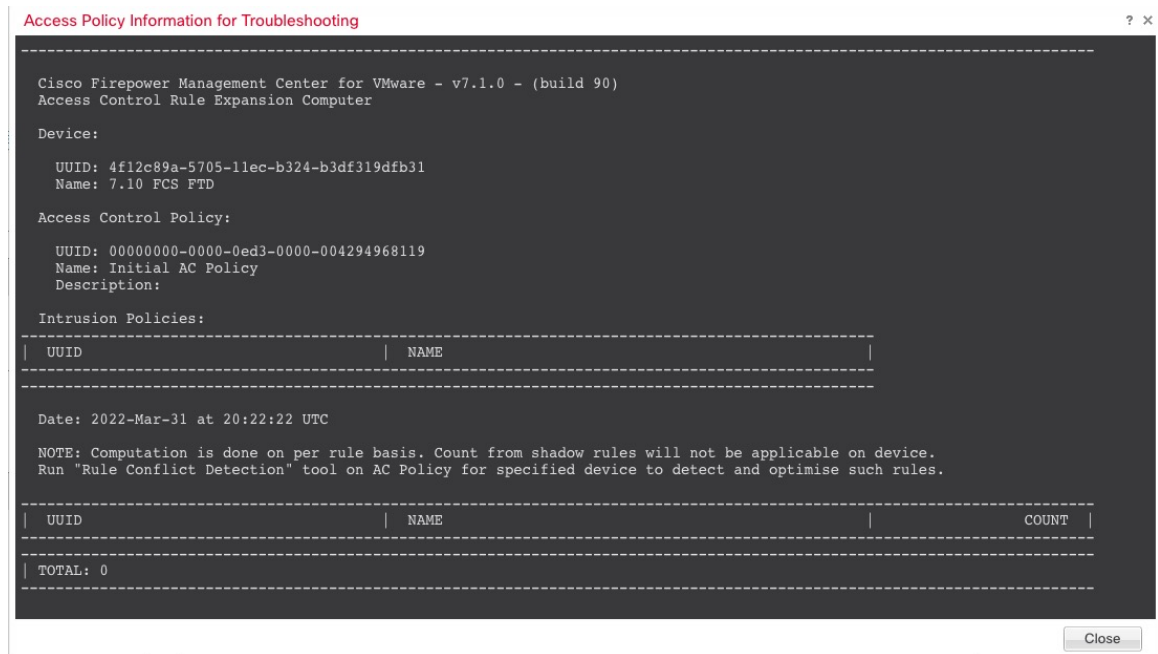 Access Policy Information for Troubleshooting ? ×
Cisco Firepower Management Center for VMware - v7.1.0 - (build 90)
Access Control Rule Expansion Computer
Device:
UUID: 4f12c89a-5705-11ec-b324-b3df319dfb31
Name: 7.10 FCS FTD
Access Control Policy:
UUID: 00000000-0000-0ed3-0000-004294968119
Name: Initial AC Policy
Description:
Intrusion Policies:
| UUID | NAME |
Date: 2022-Mar-31 at 20:22:22 UTC
NOTE: Computation is done on per rule basis. Count from shadow rules will not be applicable on device.
Run "Rule Conflict Detection" tool on AC Policy for specified device to detect and optimise such rules.
| UUID | NAME | COUNT |
| TOTAL: 0
Close